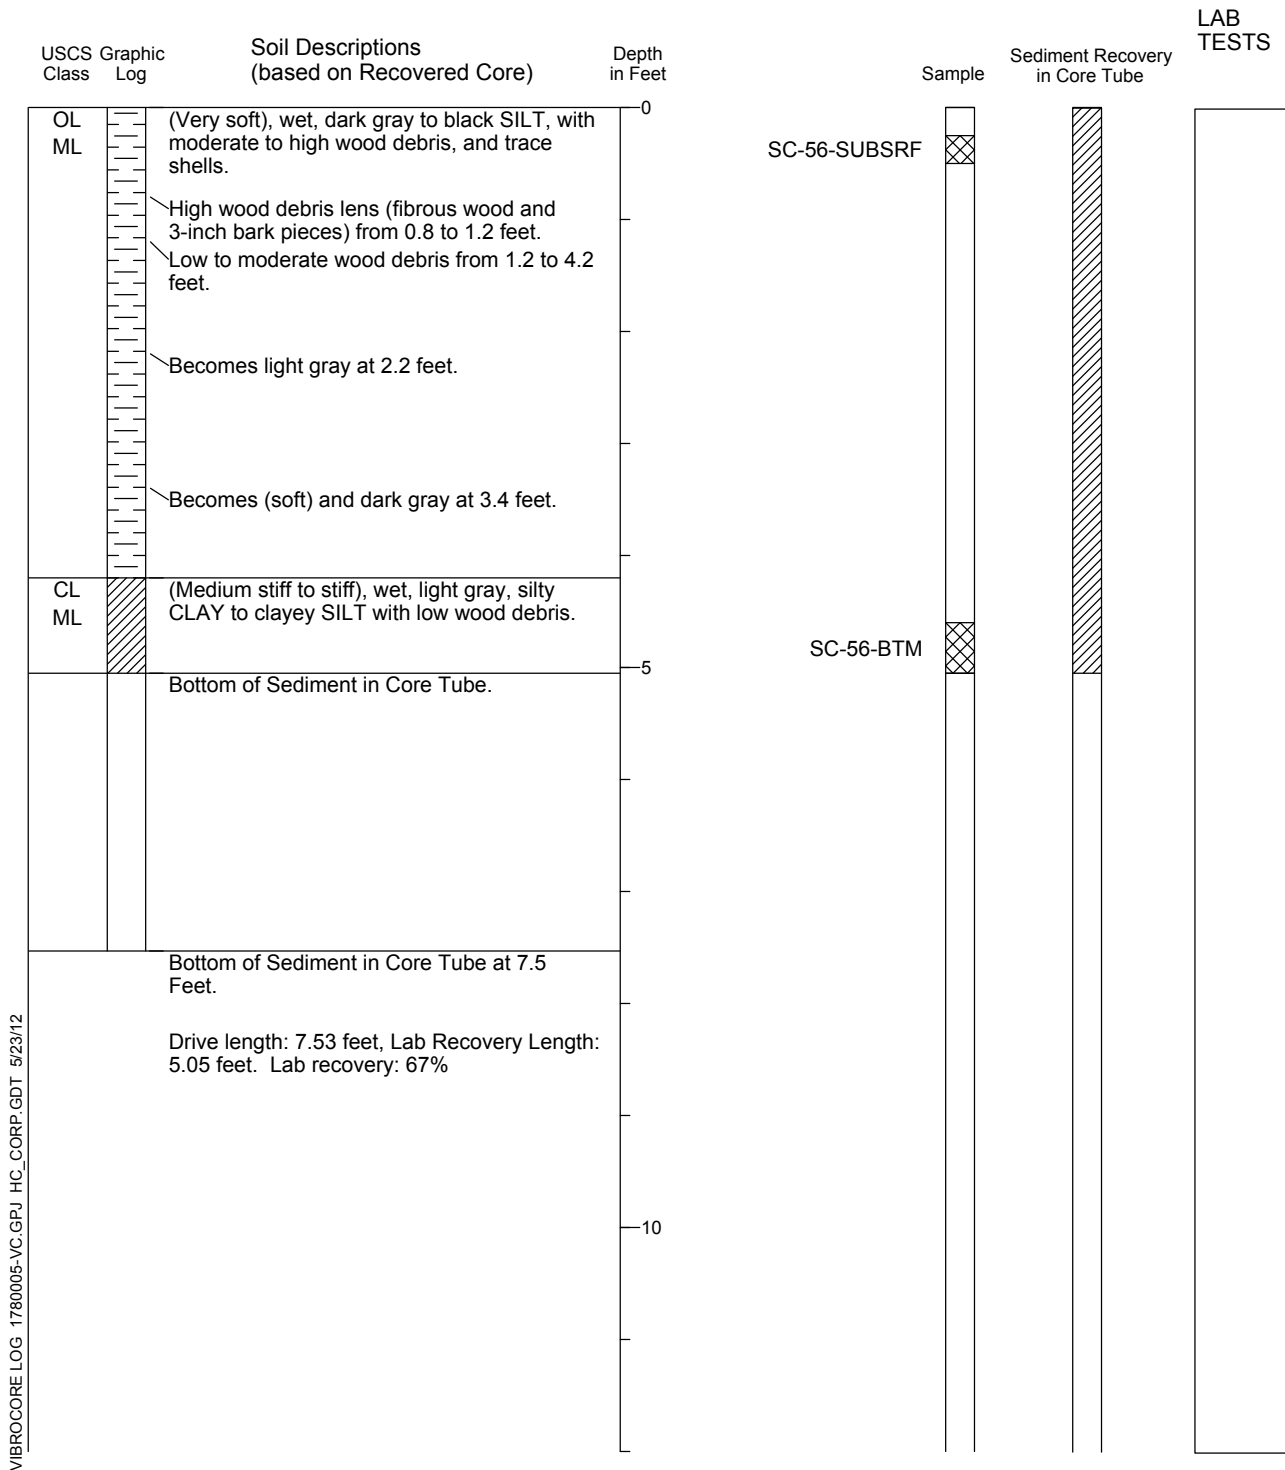 LAB
TESTS
USCS Graphic
Class Log
Soil Descriptions
(based on Recovered Core)
Depth
in Feet
Sample
Sediment Recovery
in Core Tube
0
OL
ML
(Very soft), wet, dark gray to black SILT, with
moderate to high wood debris, and trace
shells.
SC-56-SUBSRF
High wood debris lens (fibrous wood and
3-inch bark pieces) from 0.8 to 1.2 feet.
Low to moderate wood debris from 1.2 to 4.2
feet.
Becomes light gray at 2.2 feet.
Becomes (soft) and dark gray at 3.4 feet.
CL
ML
(Medium stiff to stiff), wet, light gray, silty
CLAY to clayey SILT with low wood debris.
SC-56-BTM
5
Bottom of Sediment in Core Tube.
Bottom of Sediment in Core Tube at 7.5
Feet.
Drive length: 7.53 feet, Lab Recovery Length:
5.05 feet.  Lab recovery: 67%
10
VIBROCORE LOG 1780005-VC.GPJ HC_CORP.GDT 5/23/12